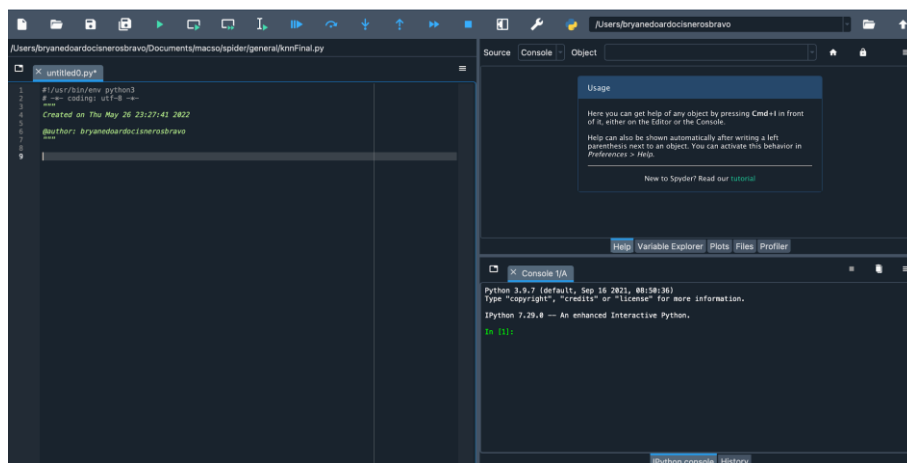 /Users/bryanedoardocisnerosbravo
/Users/bryanedoardocisnerosbravo/Documents/macso/spider/general/knnFinal.py
untitled0.py*
1 #!/usr/bin/env python3
2 # -*- coding: utf-8 -*-
3 """
4 Created on Thu May 26 23:27:41 2022
5
6 @author: bryanedoardocisnerosbravo
7 """
8
9
Source Console Object
Usage
Here you can get help of any object by pressing Cmd+I in front
of it, either on the Editor or the Console.
Help can also be shown automatically after writing a left
parenthesis next to an object. You can activate this behavior in
Preferences > Help.
New to Spyder? Read our tutorial
Help Variable Explorer Plots Files Profiler
Console 1/A
Python 3.9.7 (default, Sep 16 2021, 08:50:36)
Type "copyright", "credits" or "license" for more information.
IPython 7.29.0 -- An enhanced Interactive Python.
In [1]:
IPython console History